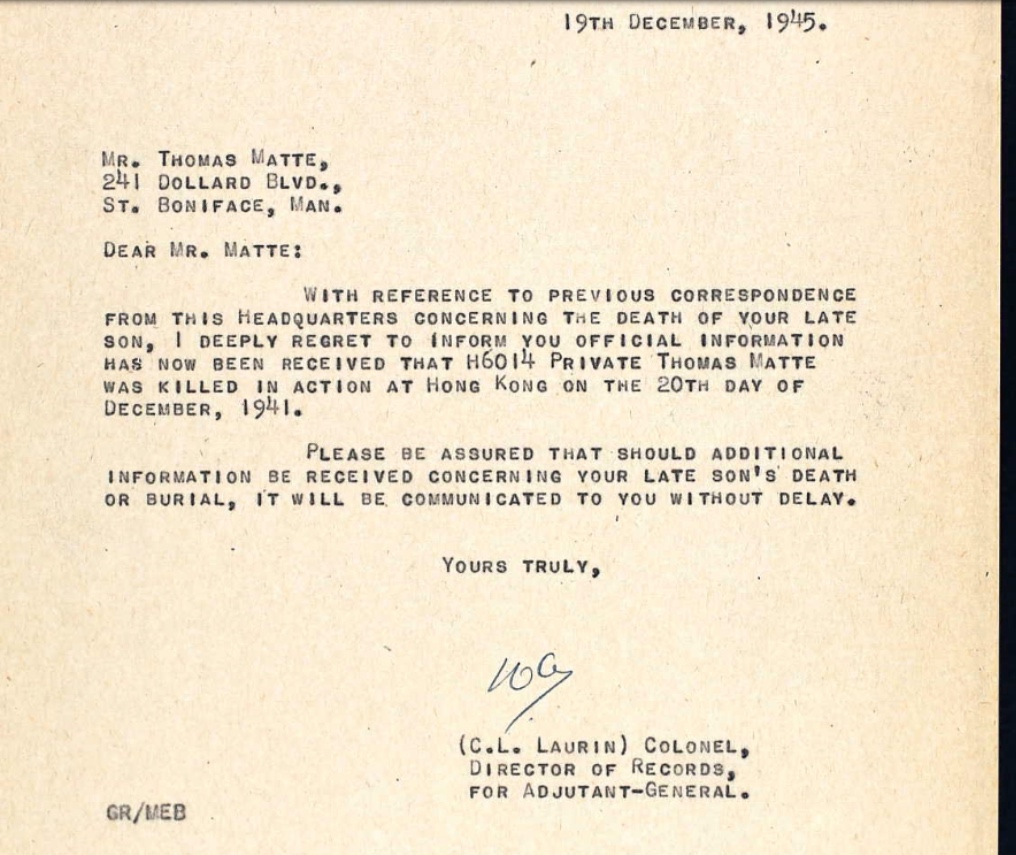 19TH DECEMBER, 1945.
MR. THOMAS MATTE,
241 DOLLARD BLVD.,
ST. BONIFACE, MAN.
DEAR MR. MATTE:
WITH REFERENCE TO PREVIOUS CORRESPONDENCE
FROM THIS HEADQUARTERS CONCERNING THE DEATH OF YOUR LATE
SON, I DEEPLY REGRET TO INFORM YOU OFFICIAL INFORMATION
HAS NOW BEEN RECEIVED THAT H6014 PRIVATE THOMAS MATTE
WAS KILLED IN ACTION AT HONG KONG ON THE 20TH DAY OF
DECEMBER, 1941.
PLEASE BE ASSURED THAT SHOULD ADDITIONAL
INFORMATION BE RECEIVED CONCERNING YOUR LATE SON'S DEATH
OR BURIAL, IT WILL BE COMMUNICATED TO YOU WITHOUT DELAY.
YOURS TRULY,
(C.L. LAURIN) COLONEL,
DIRECTOR OF RECORDS,
FOR ADJUTANT-GENERAL.
GR/MEB